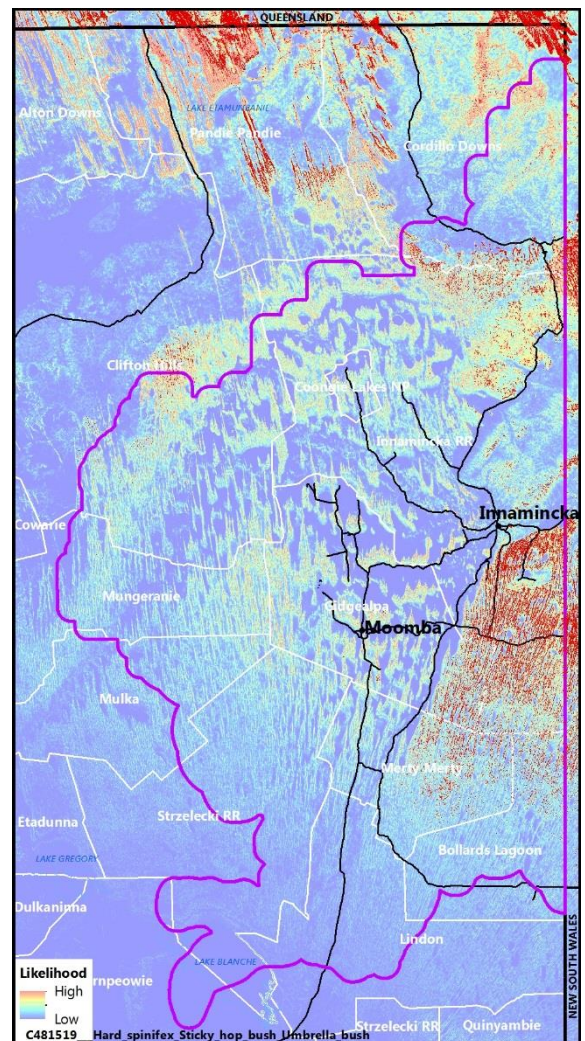 QUEENSLAND
LAKE ETAMUNBANIE
Alton Downs
Pandie Pandie
Cordillo Downs
Clifton Hills
Coongie Lakes NP
Innamincka RR
Innamincka
Cowarie
Mungeranie
Gidgealpa
Moomba
Mulka
Merty Merty
Etadunna
Strzelecki RR
Bollards Lagoon
LAKE GREGORY
Dulkaninna
Lindon
NEW SOUTH WALES
LAKE BLANCHE
Likelihood
High
Low
rnpeowie
Strzelecki RR
Quinyambie
C481519__Hard_spinifex_Sticky_hop_bush_Umbrella_bush